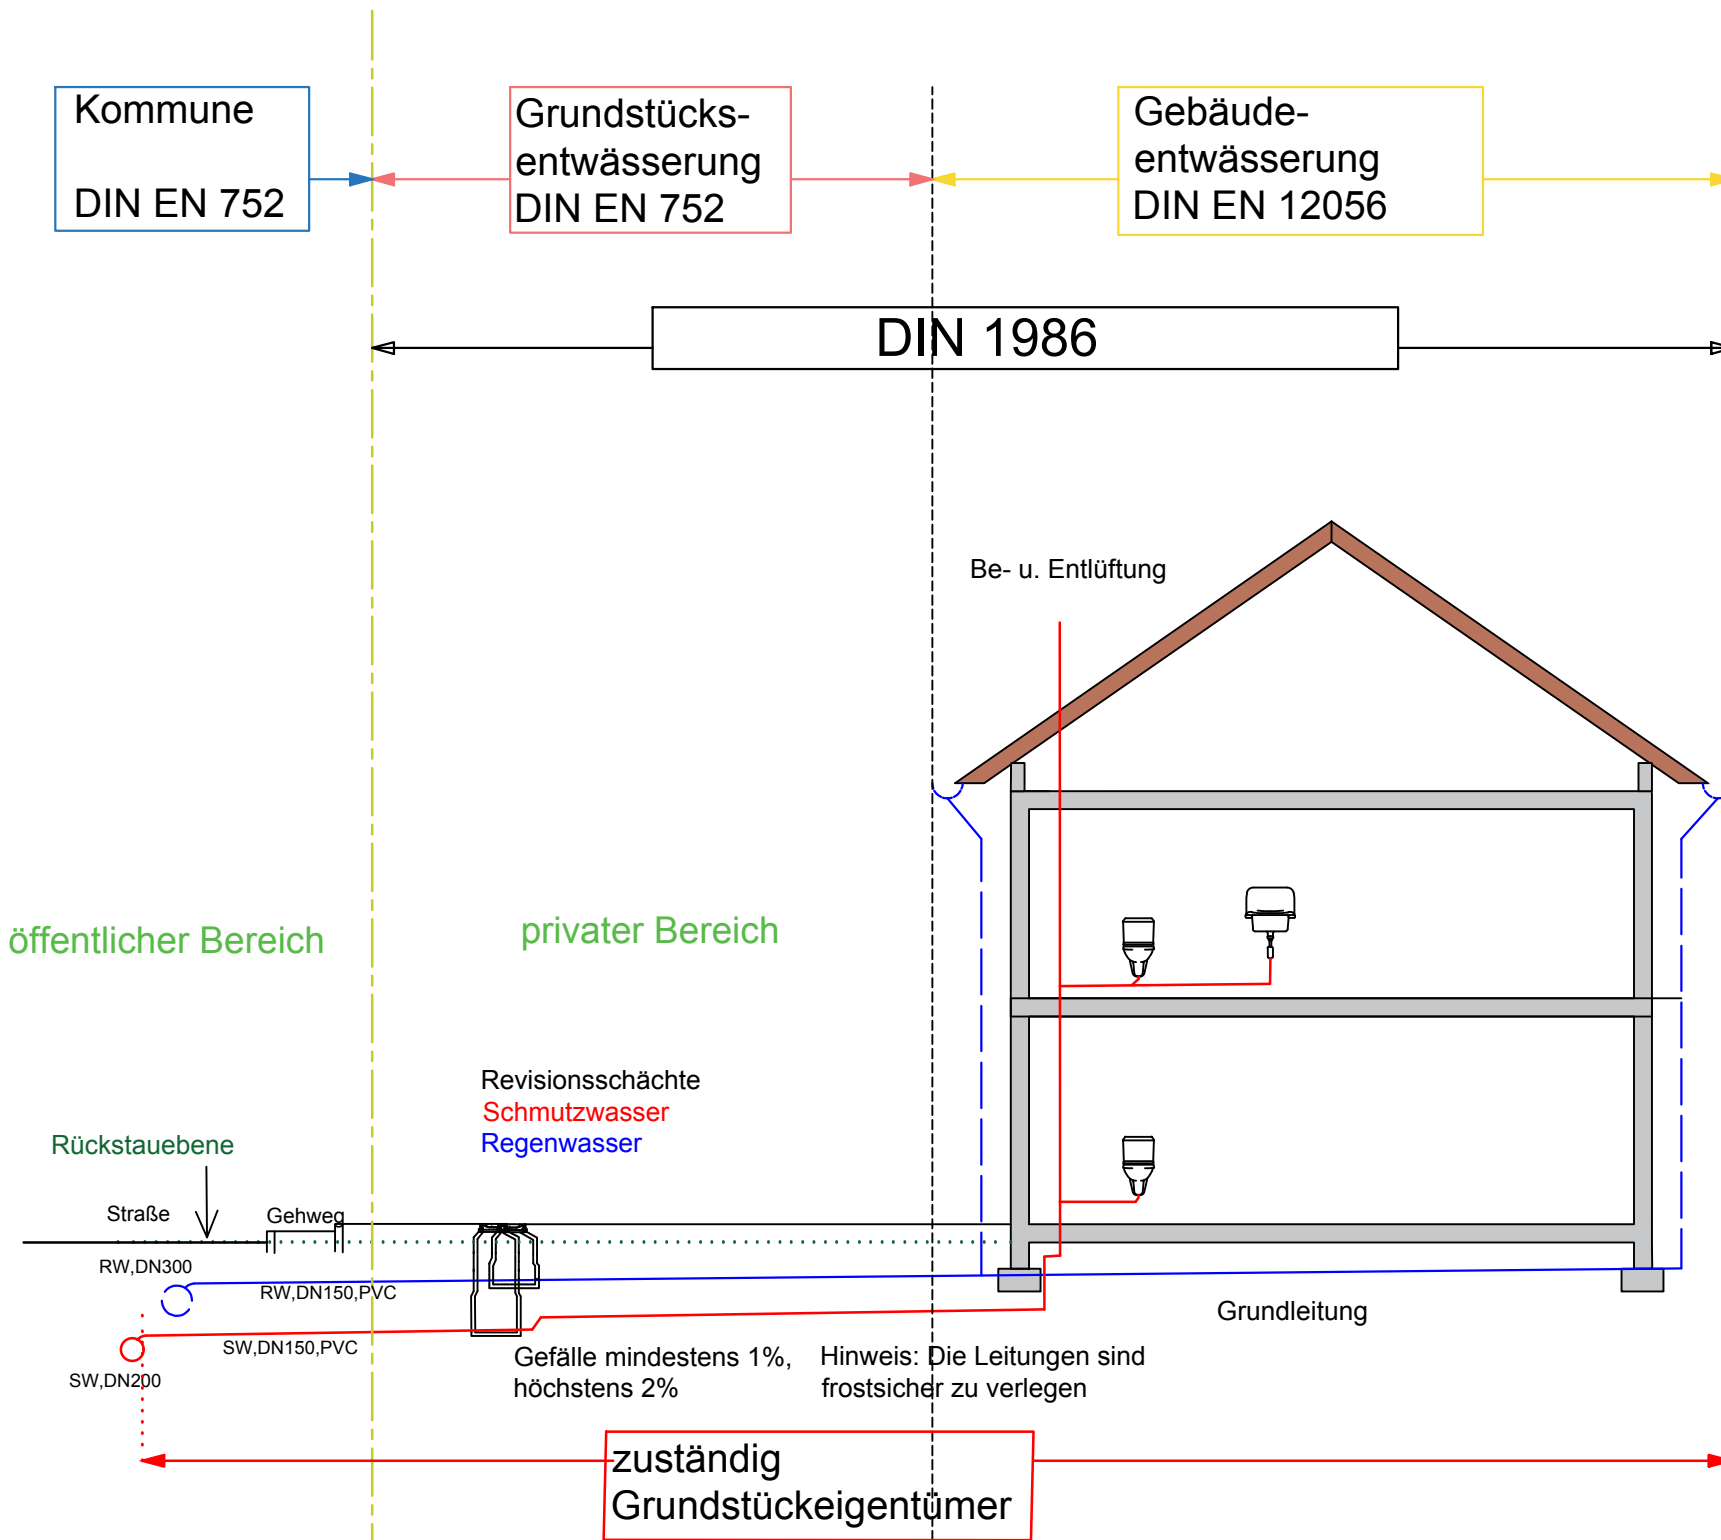 Kommune
DIN EN 752
Grundstücks-
entwässerung
DIN EN 752
Gebäude-
entwässerung
DIN EN 12056
DIN 1986
Be- u. Entlüftung
öffentlicher Bereich
privater Bereich
Revisionsschächte
Schmutzwasser
Regenwasser
Rückstauebene
Straße
Gehweg
RW,DN300
RW,DN150,PVC
SW,DN150,PVC
SW,DN200
Grundleitung
Gefälle mindestens 1%,
höchstens 2%
Hinweis: Die Leitungen sind
frostsicher zu verlegen
zuständig
Grundstückeigentümer